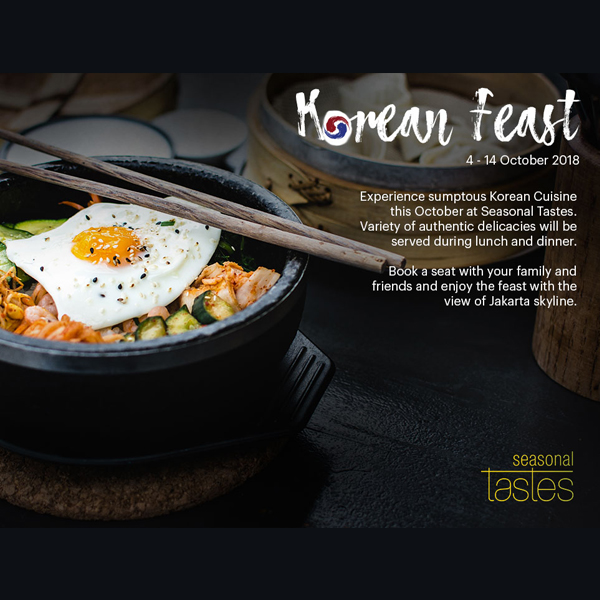 Korean feast
4 - 14 October 2018
Experience sumptous Korean Cuisine
this October at Seasonal Tastes.
Variety of authentic delicacies will be
served during lunch and dinner.
Book a seat with your family and
friends and enjoy the feast with the
view of Jakarta skyline.
seasonal
tastes